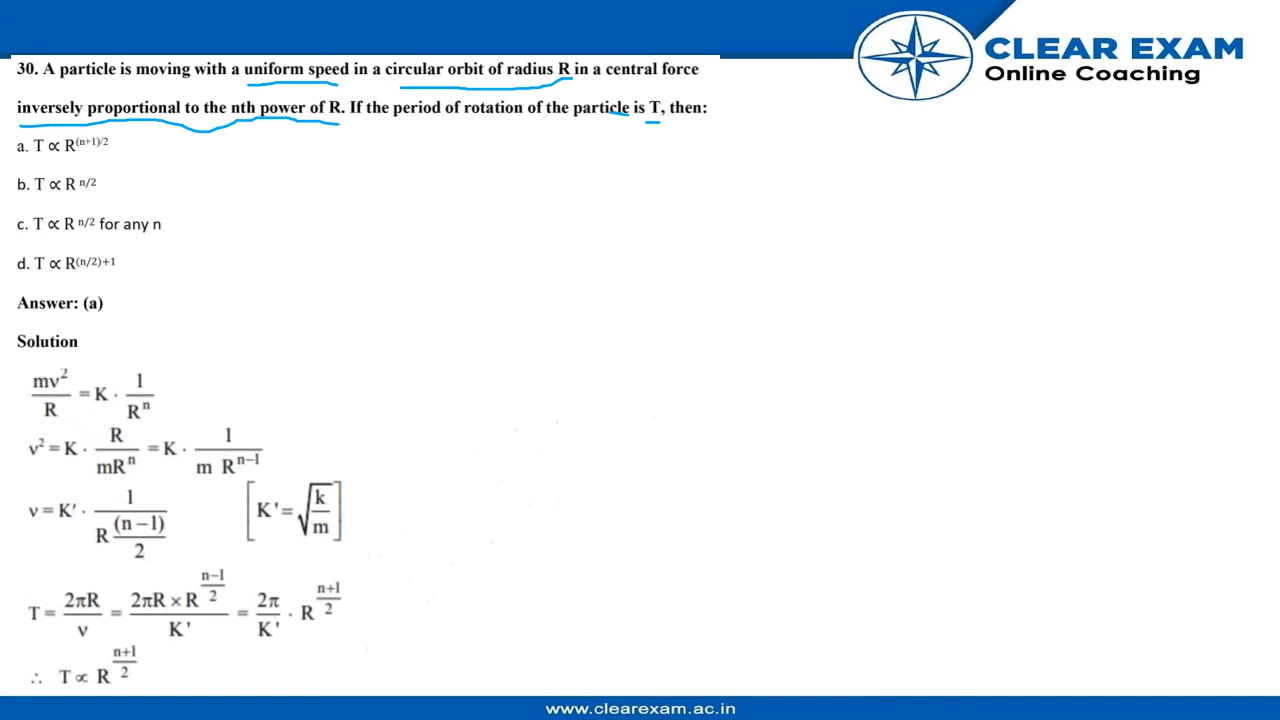 CLEAR EXAM
Online Coaching
30. A particle is moving with a uniform speed in a circular orbit of radius R in a central force
inversely proportional to the nth power of R. If the period of rotation of the particle is T, then:
a. T ∝ R^(n+1)/2
b. T ∝ R ^n/2
c. T ∝ R ^n/2 for any n
d. T ∝ R^(n/2)+1
Answer: (a)
Solution
mv²/R = K · 1/Rⁿ
v² = K · R/mRⁿ = K · 1/m R^n–1
v = K' · 1/R^(n–1)/2 [K' = √k/m]
T = 2πR/v = 2πR × R^n–1/2 / K' = 2π/K' · R^n+1/2
∴ T ∝ R^n+1/2
www.clearexam.ac.in